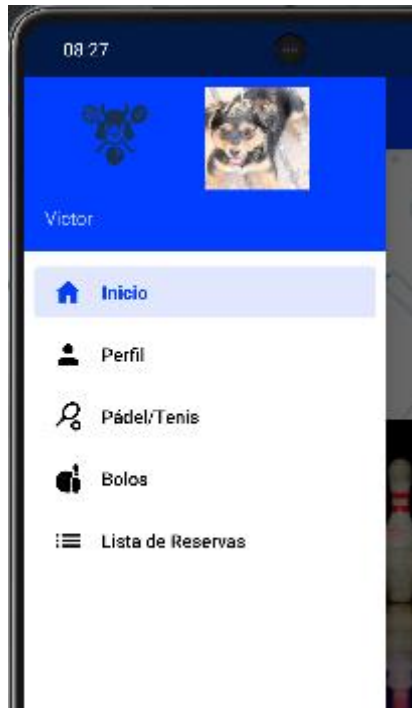 08:27
Victor
Inicio
Perfil
Pádel/Tenis
Bolos
Lista de Reservas